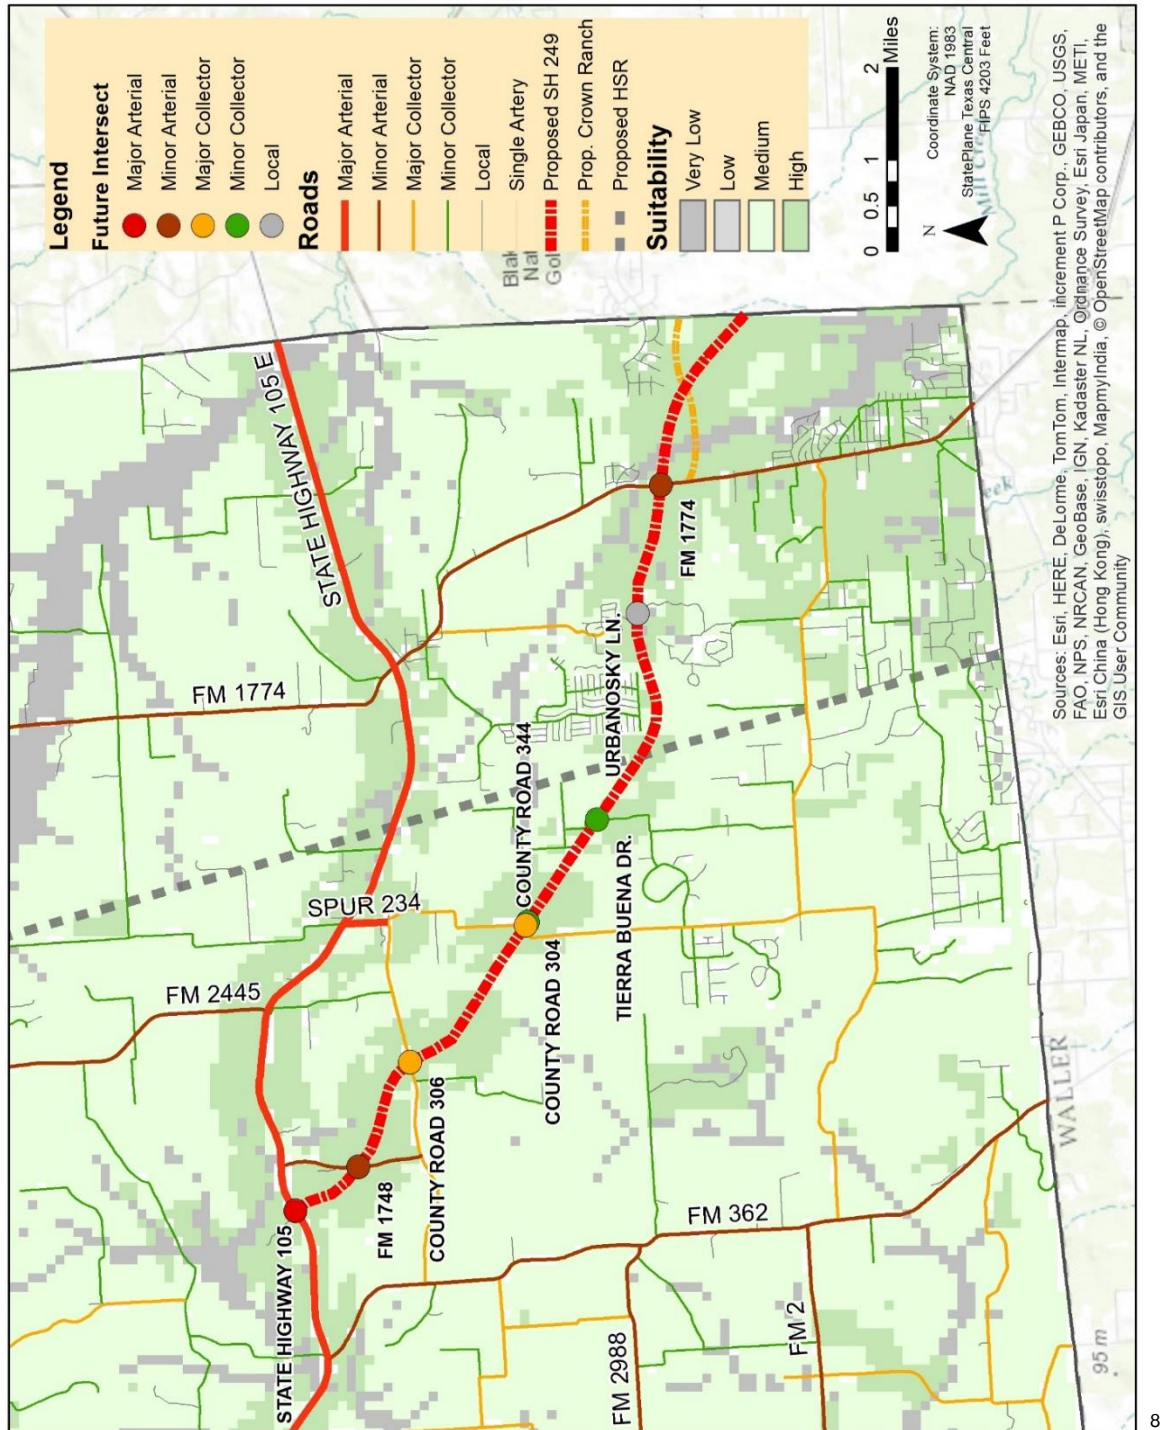 Legend
Future Intersect
Major Arterial
Minor Arterial
Major Collector
Minor Collector
Local
Roads
Major Arterial
Minor Arterial
Major Collector
Minor Collector
Local
Single Artery
Proposed SH 249
Prop. Crown Ranch
Proposed HSR
Suitability
Very Low
Low
Medium
High
0 0.5 1 2
Miles
N
Coordinate System:
NAD 1983
StatePlane Texas Central
FIPS 4203 Feet
Mill Creek
STATE HIGHWAY 105 E
FM 1774
SPUR 234
FM 2445
STATE HIGHWAY 105
FM 1748
COUNTY ROAD 306
COUNTY ROAD 304
COUNTY ROAD 344
TIERRA BUENA DR.
URBANOSKY LN.
FM 1774
FM 362
FM 2988
FM 2
WALLER
95 m
Sources: Esri, HERE, DeLorme, TomTom, Intermap, increment P Corp., GEBCO, USGS,
FAO, NPS, NRCAN, GeoBase, IGN, Kadaster NL, Ordnance Survey, Esri Japan, METI,
Esri China (Hong Kong), swisstopo, MapmyIndia, © OpenStreetMap contributors, and the
GIS User Community
8